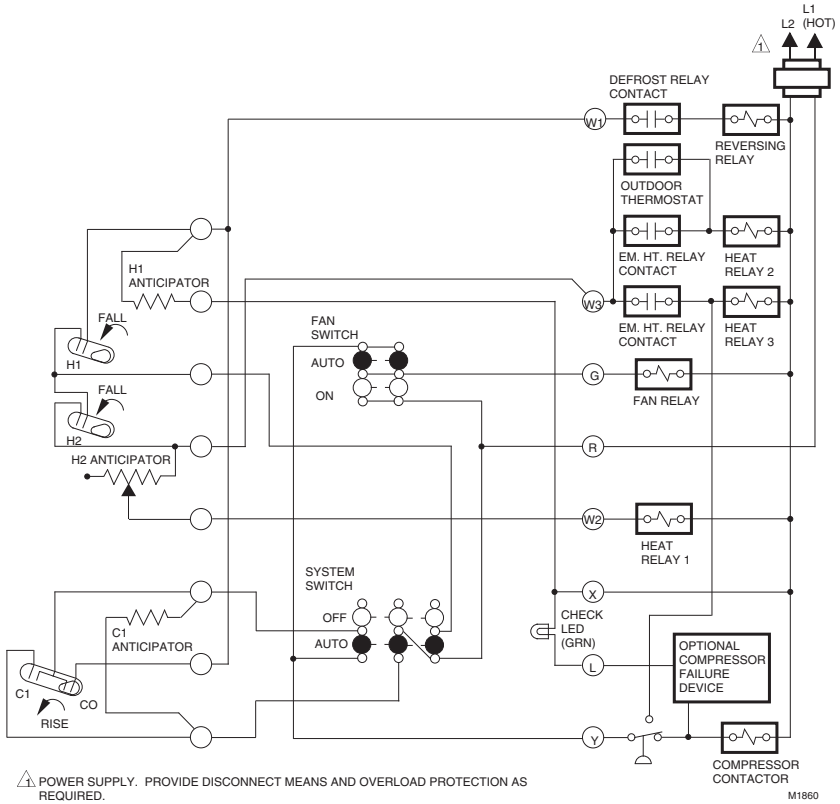 L1
L2 (HOT)
1
DEFROST RELAY
CONTACT
W1
REVERSING
RELAY
OUTDOOR
THERMOSTAT
H1
ANTICIPATOR
EM. HT. RELAY
CONTACT
HEAT
RELAY 2
W3
FALL
H1
FAN
SWITCH
AUTO
ON
EM. HT. RELAY
CONTACT
HEAT
RELAY 3
G
FAN RELAY
FALL
H2
R
H2 ANTICIPATOR
W2
HEAT
RELAY 1
SYSTEM
SWITCH
OFF
AUTO
X
C1
ANTICIPATOR
CHECK
LED
(GRN)
L
OPTIONAL
COMPRESSOR
FAILURE
DEVICE
C1
CO
RISE
Y
COMPRESSOR
CONTACTOR
1 POWER SUPPLY. PROVIDE DISCONNECT MEANS AND OVERLOAD PROTECTION AS
REQUIRED.
M1860